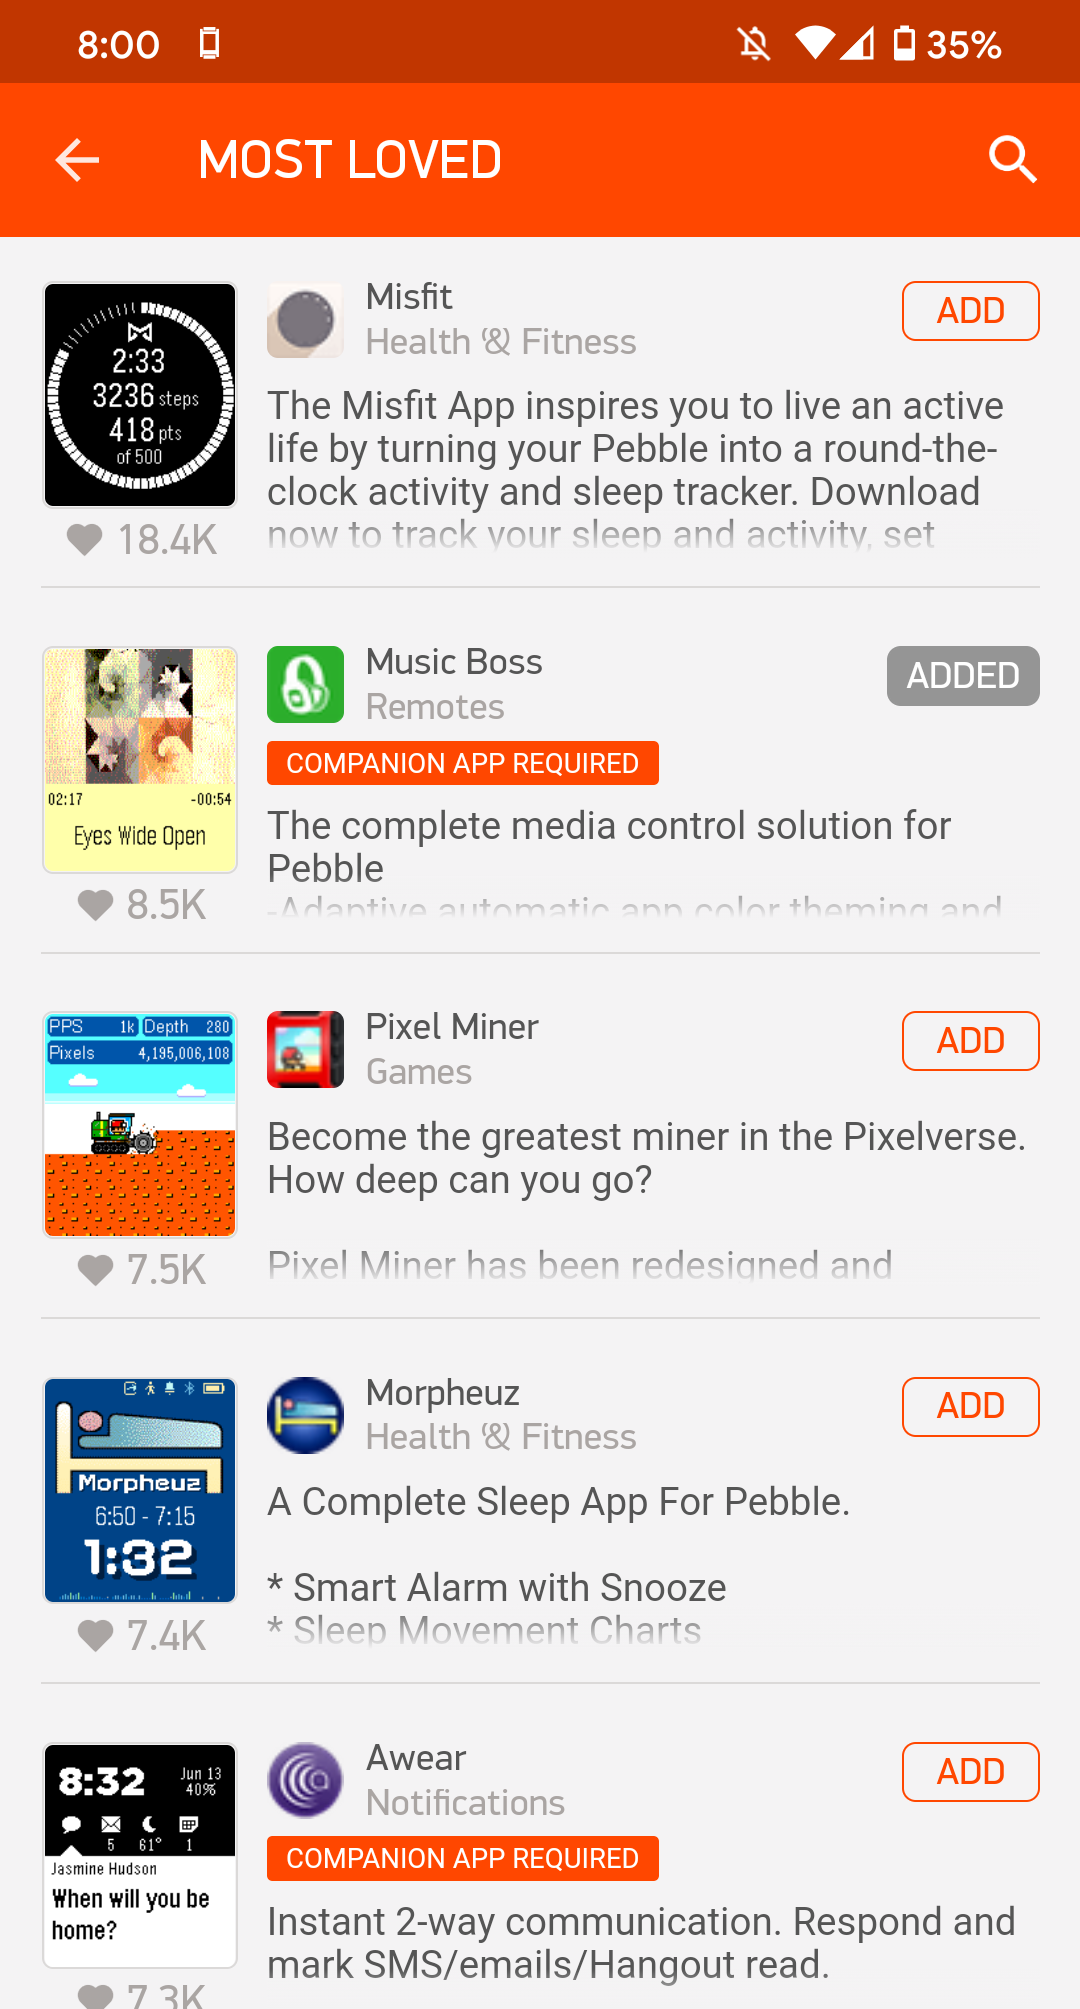 8:00 35%
MOST LOVED
2:33
3236 steps
418 pts
of 500
18.4K
Misfit
Health & Fitness
ADD
The Misfit App inspires you to live an active
life by turning your Pebble into a round-the-
clock activity and sleep tracker. Download
now to track your sleep and activity, set
02:17 -00:54
Eyes Wide Open
8.5K
Music Boss
Remotes
ADDED
COMPANION APP REQUIRED
The complete media control solution for
Pebble
-Adaptive automatic app color theming and
PPS 1k Depth 280
Pixels 4,195,006,108
7.5K
Pixel Miner
Games
ADD
Become the greatest miner in the Pixelverse.
How deep can you go?
Pixel Miner has been redesigned and
Morpheuz
6:50 - 7:15
1:32
7.4K
Morpheuz
Health & Fitness
ADD
A Complete Sleep App For Pebble.
* Smart Alarm with Snooze
* Sleep Movement Charts
8:32 Jun 13
40%
5 61° 1
Jasmine Hudson
When will you be
home?
7.3K
Awear
Notifications
ADD
COMPANION APP REQUIRED
Instant 2-way communication. Respond and
mark SMS/emails/Hangout read.